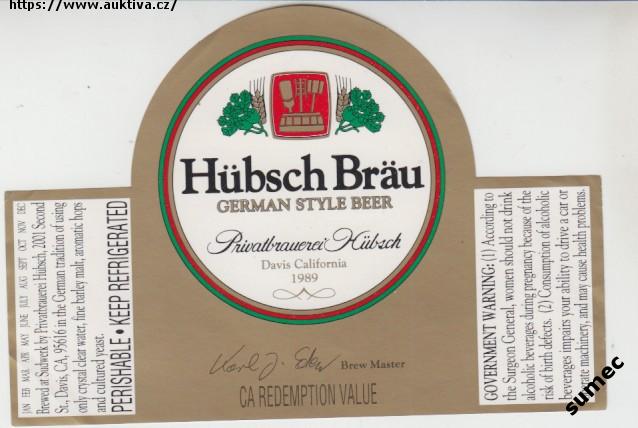 https://www.auktiva.cz/
Hübsch Bräu
GERMAN STYLE BEER
Privatbrauerei Hübsch
Davis California
1989
Karl J. Eden Brew Master
CA REDEMPTION VALUE
JAN FEB MAR APR MAY JUNE JULY AUG SEPT OCT NOV DEC
Brewed at Sudwerk by Privatbrauerei Hübsch, 2001 Second
St., Davis, CA, 95616 in the German tradition of using
only crystal clear water, fine barley malt, aromatic hops
and cultured yeast.
PERISHABLE • KEEP REFRIGERATED
GOVERNMENT WARNING: (1) According to
the Surgeon General, women should not drink
alcoholic beverages during pregnancy because of the
risk of birth defects. (2) Consumption of alcoholic
beverages impairs your ability to drive a car or
operate machinery, and may cause health problems.
sumec